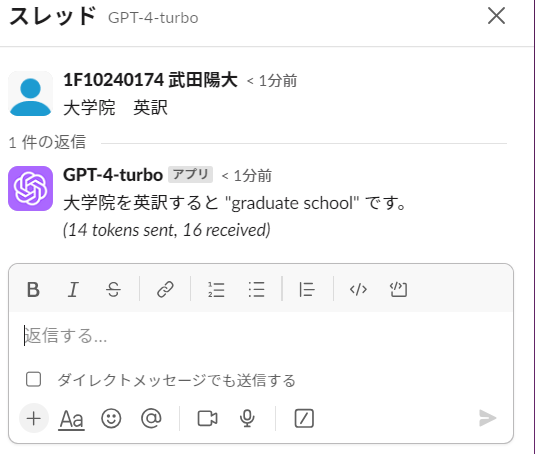 スレッド GPT-4-turbo
1F10240174 武田陽大 < 1分前
大学院　英訳
1 件の返信
GPT-4-turbo アプリ < 1分前
大学院を英訳すると "graduate school" です。
(14 tokens sent, 16 received)
B I S
返信する...
ダイレクトメッセージでも送信する
Aa